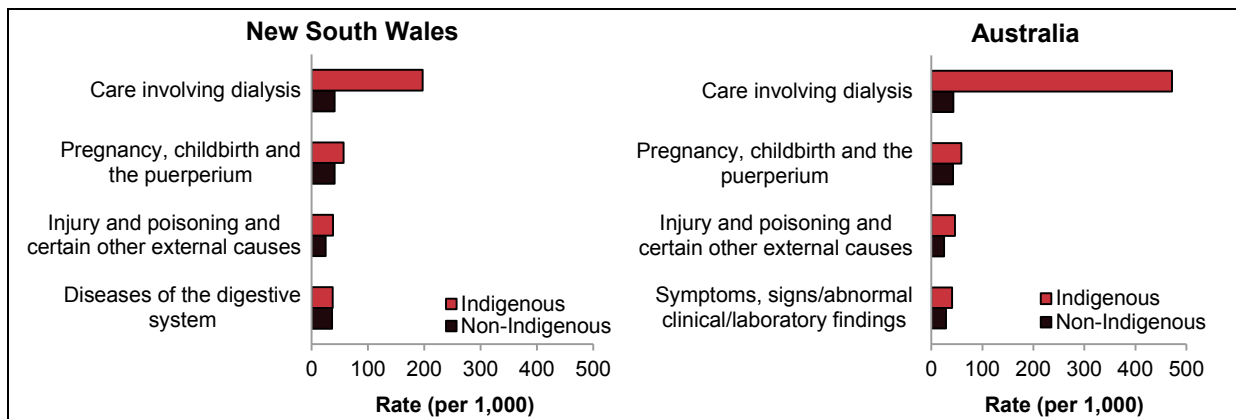 New South Wales
Care involving dialysis
Pregnancy, childbirth and
the puerperium
Injury and poisoning and
certain other external causes
Diseases of the digestive
system
Indigenous
Non-Indigenous
0 100 200 300 400 500
Rate (per 1,000)
Australia
Care involving dialysis
Pregnancy, childbirth and the
puerperium
Injury and poisoning and
certain other external causes
Symptoms, signs/abnormal
clinical/laboratory findings
Indigenous
Non-Indigenous
0 100 200 300 400 500
Rate (per 1,000)